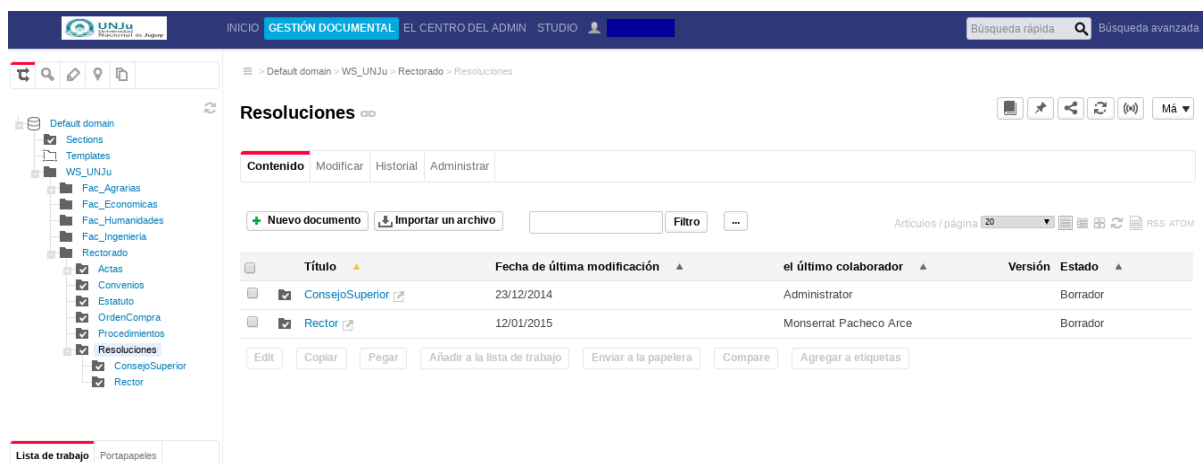 UNJu
Universidad
Nacional de Jujuy
INICIO GESTIÓN DOCUMENTAL EL CENTRO DEL ADMIN STUDIO
Búsqueda rápida Búsqueda avanzada
> Default domain > WS_UNJu > Rectorado > Resoluciones
Resoluciones
Má
Default domain
Sections
Templates
WS_UNJu
Fac_Agrarias
Fac_Economicas
Fac_Humanidades
Fac_Ingenieria
Rectorado
Actas
Convenios
Estatuto
OrdenCompra
Procedimientos
Resoluciones
ConsejoSuperior
Rector
Lista de trabajo Portapapeles
Contenido Modificar Historial Administrar
Nuevo documento Importar un archivo Filtro ...
Artículos / página 20 RSS ATOM
Título Fecha de última modificación el último colaborador Versión Estado
ConsejoSuperior 23/12/2014 Administrator Borrador
Rector 12/01/2015 Monserrat Pacheco Arce Borrador
Edit Copiar Pegar Añadir a la lista de trabajo Enviar a la papelera Compare Agregar a etiquetas